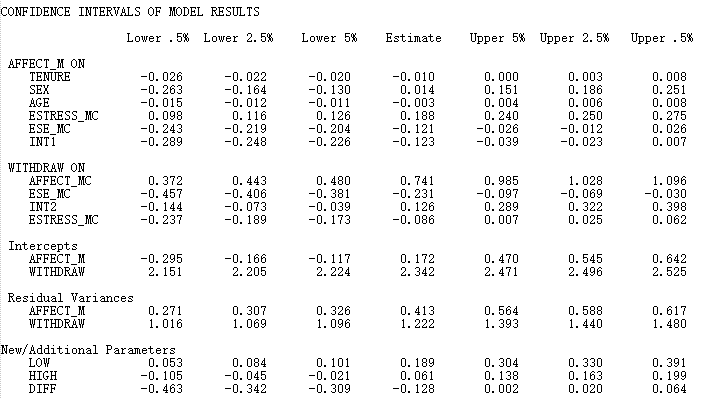 CONFIDENCE INTERVALS OF MODEL RESULTS
Lower .5% Lower 2.5% Lower 5% Estimate Upper 5% Upper 2.5% Upper .5%
AFFECT_M ON
TENURE -0.026 -0.022 -0.020 -0.010 0.000 0.003 0.008
SEX -0.263 -0.164 -0.130 0.014 0.151 0.186 0.251
AGE -0.015 -0.012 -0.011 -0.003 0.004 0.006 0.008
ESTRESS_MC 0.098 0.116 0.126 0.188 0.240 0.250 0.275
ESE_MC -0.243 -0.219 -0.204 -0.121 -0.026 -0.012 0.026
INT1 -0.289 -0.248 -0.226 -0.123 -0.039 -0.023 0.007
WITHDRAW ON
AFFECT_MC 0.372 0.443 0.480 0.741 0.985 1.028 1.096
ESE_MC -0.457 -0.406 -0.381 -0.231 -0.097 -0.069 -0.030
INT2 -0.144 -0.073 -0.039 0.126 0.289 0.322 0.398
ESTRESS_MC -0.237 -0.189 -0.173 -0.086 0.007 0.025 0.062
Intercepts
AFFECT_M -0.295 -0.166 -0.117 0.172 0.470 0.545 0.642
WITHDRAW 2.151 2.205 2.224 2.342 2.471 2.496 2.525
Residual Variances
AFFECT_M 0.271 0.307 0.326 0.413 0.564 0.588 0.617
WITHDRAW 1.016 1.069 1.096 1.222 1.393 1.440 1.480
New/Additional Parameters
LOW 0.053 0.084 0.101 0.189 0.304 0.330 0.391
HIGH -0.105 -0.045 -0.021 0.061 0.138 0.163 0.199
DIFF -0.463 -0.342 -0.309 -0.128 0.002 0.020 0.064